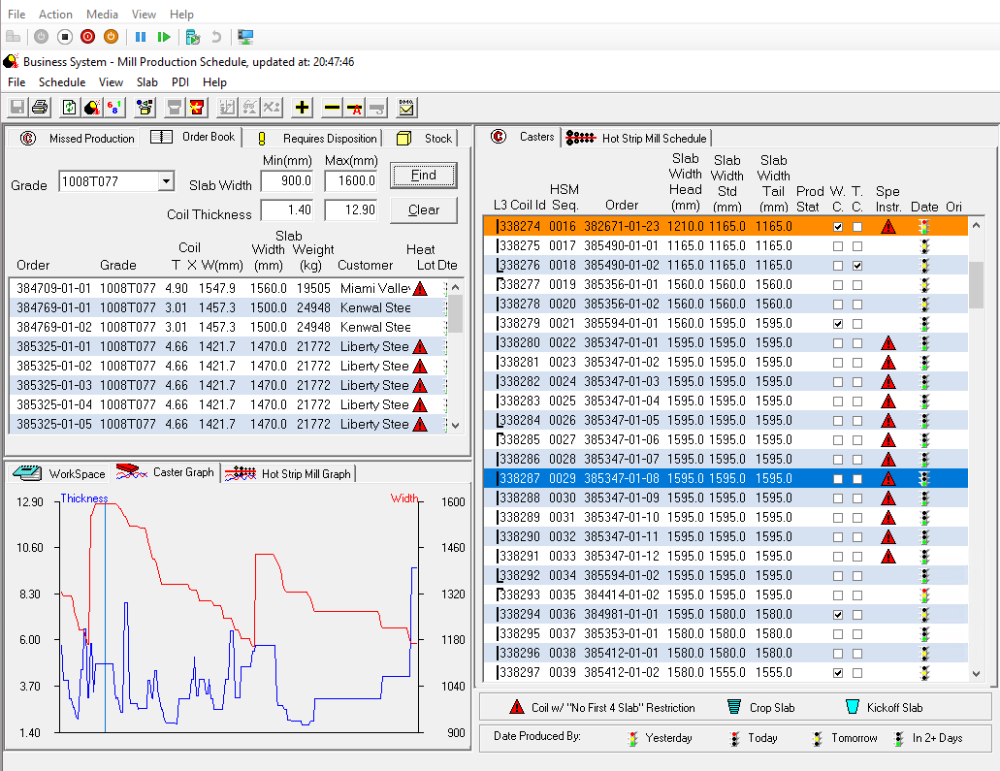 File Action Media View Help
Business System - Mill Production Schedule, updated at: 20:47:46
File Schedule View Slab PDI Help
Missed Production Order Book Requires Disposition Stock
Min(mm) Max(mm)
Grade 1008T077 Slab Width 900.0 1600.0 Find
Coil Thickness 1.40 12.90 Clear
Coil Slab Heat
Order Grade T X W(mm) Width (mm) Weight (kg) Customer Lot Dte
384709-01-01 1008T077 4.90 1547.9 1560.0 19505 Miami Valley
384769-01-01 1008T077 3.01 1457.3 1500.0 24948 Kenwal Stee
384769-01-02 1008T077 3.01 1457.3 1500.0 24948 Kenwal Stee
385325-01-01 1008T077 4.66 1421.7 1470.0 21772 Liberty Stee
385325-01-02 1008T077 4.66 1421.7 1470.0 21772 Liberty Stee
385325-01-03 1008T077 4.66 1421.7 1470.0 21772 Liberty Stee
385325-01-04 1008T077 4.66 1421.7 1470.0 21772 Liberty Stee
385325-01-05 1008T077 4.66 1421.7 1470.0 21772 Liberty Stee
WorkSpace Caster Graph Hot Strip Mill Graph
Thickness Width
12.90 1600
10.60 1460
8.30 1320
6.00 1180
3.70 1040
1.40 900
Casters Hot Strip Mill Schedule
Slab Slab Slab
Width Width Width
HSM Head Std Tail Prod W. T. Spe
L3 Coil Id Seq. Order (mm) (mm) (mm) Stat C. C. Instr. Date Ori
338274 0016 382671-01-23 1210.0 1165.0 1165.0
338275 0017 385490-01-01 1165.0 1165.0 1165.0
338276 0018 385490-01-02 1165.0 1165.0 1165.0
338277 0019 385356-01-01 1560.0 1560.0 1560.0
338278 0020 385356-01-02 1560.0 1560.0 1560.0
338279 0021 385594-01-01 1560.0 1595.0 1595.0
338280 0022 385347-01-01 1595.0 1595.0 1595.0
338281 0023 385347-01-02 1595.0 1595.0 1595.0
338282 0024 385347-01-03 1595.0 1595.0 1595.0
338283 0025 385347-01-04 1595.0 1595.0 1595.0
338284 0026 385347-01-05 1595.0 1595.0 1595.0
338285 0027 385347-01-06 1595.0 1595.0 1595.0
338286 0028 385347-01-07 1595.0 1595.0 1595.0
338287 0029 385347-01-08 1595.0 1595.0 1595.0
338288 0030 385347-01-09 1595.0 1595.0 1595.0
338289 0031 385347-01-10 1595.0 1595.0 1595.0
338290 0032 385347-01-11 1595.0 1595.0 1595.0
338291 0033 385347-01-12 1595.0 1595.0 1595.0
338292 0034 385594-01-02 1595.0 1595.0 1595.0
338293 0035 384414-01-02 1595.0 1595.0 1595.0
338294 0036 384981-01-01 1595.0 1580.0 1580.0
338295 0037 385353-01-01 1580.0 1580.0 1580.0
338296 0038 385412-01-01 1580.0 1580.0 1580.0
338297 0039 385412-01-02 1580.0 1555.0 1555.0
Coil w/ "No First 4 Slab" Restriction Crop Slab Kickoff Slab
Date Produced By: Yesterday Today Tomorrow In 2+ Days